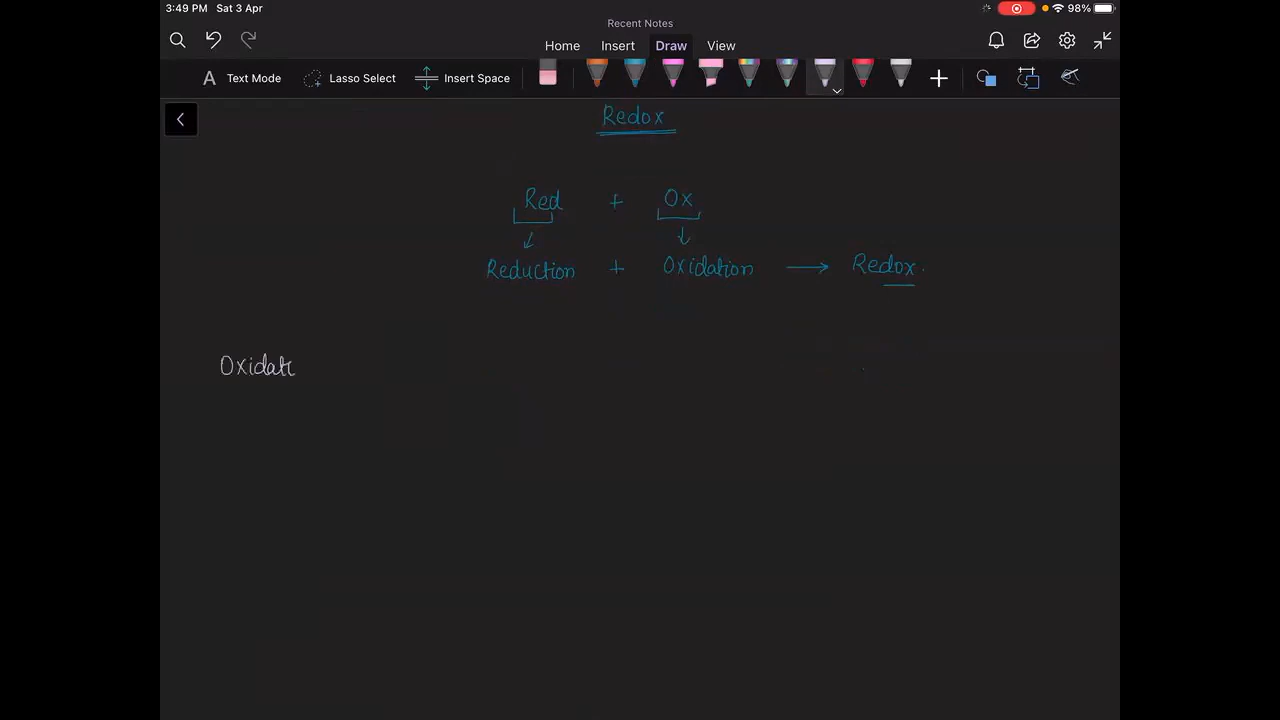 3:49 PM Sat 3 Apr
98%
Recent Notes
Home Insert Draw View
A Text Mode Lasso Select Insert Space
Redox
Red + Ox
Reduction + Oxidation → Redox.
Oxidati